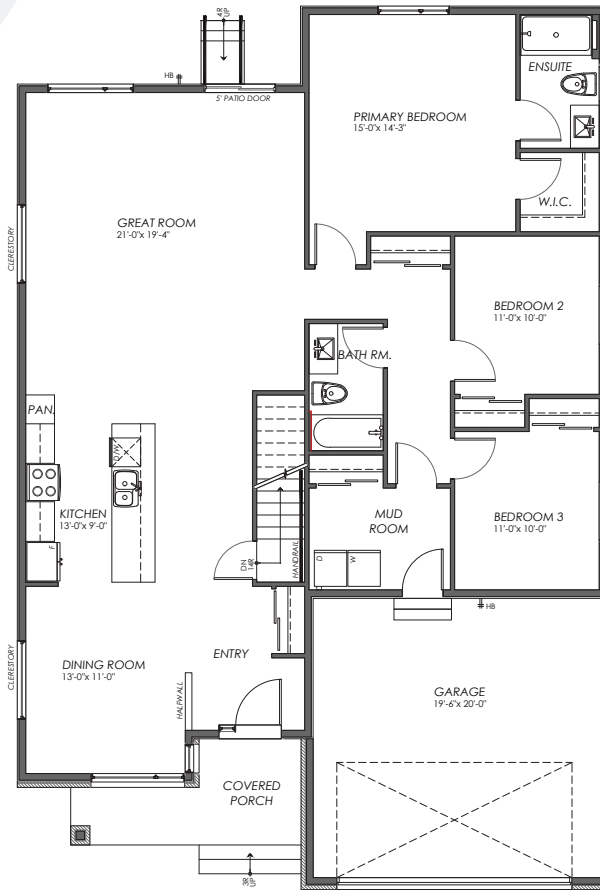 4R
UP
HB
5' PATIO DOOR
ENSUITE
PRIMARY BEDROOM
15'-0"x 14'-3"
W.I.C.
GREAT ROOM
21'-0"x 19'-4"
CLERESTORY
BEDROOM 2
11'-0"x 10'-0"
BATH RM.
PAN.
D/W
KITCHEN
13'-0"x 9'-0"
F
MUD
ROOM
BEDROOM 3
11'-0"x 10'-0"
DN
14R
HANDRAIL
D
W
HB
ENTRY
DINING ROOM
13'-0"x 11'-0"
CLERESTORY
HALFWALL
GARAGE
19'-6"x 20'-0"
COVERED
PORCH
3R
UP